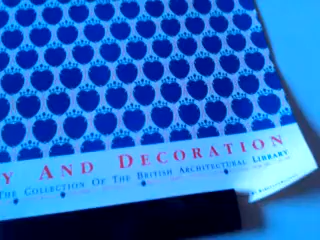 Y AND DECORATION
THE COLLECTION OF THE BRITISH ARCHITECTURAL LIBRARY